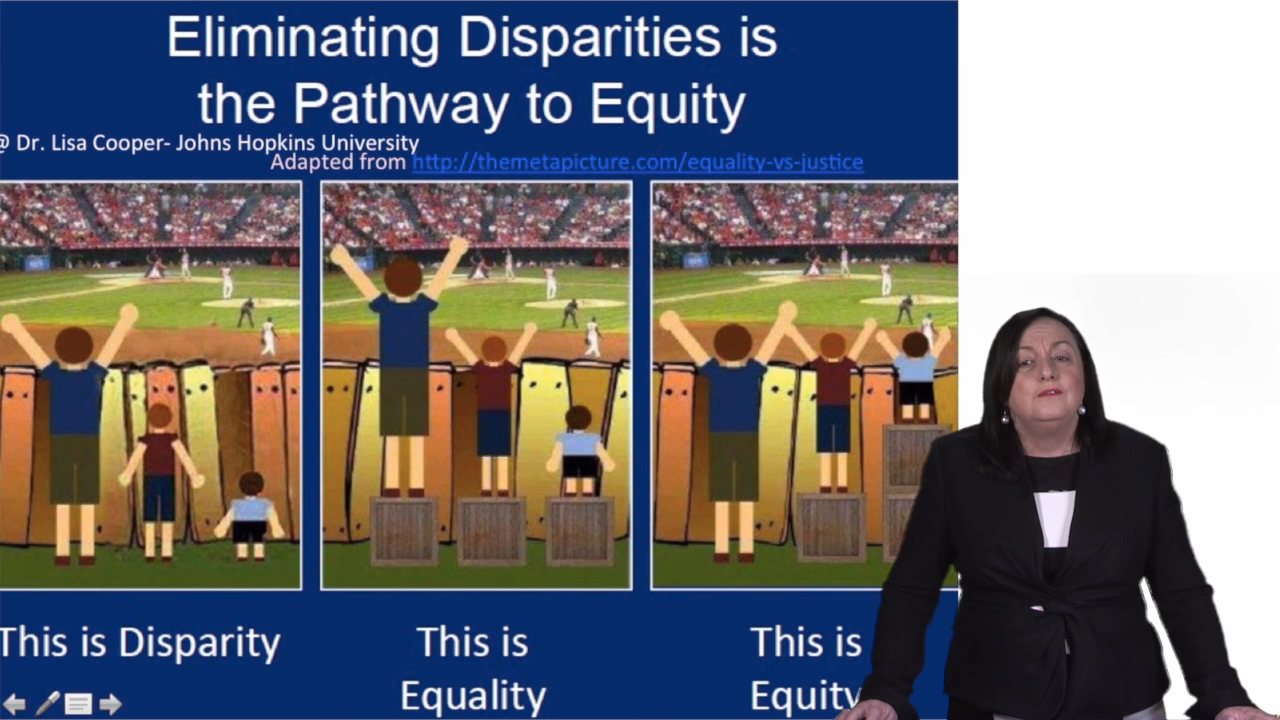 Eliminating Disparities is
the Pathway to Equity
@ Dr. Lisa Cooper- Johns Hopkins University
Adapted from http://themetapicture.com/equality-vs-justice
This is Disparity
This is
Equality
This is
Equity